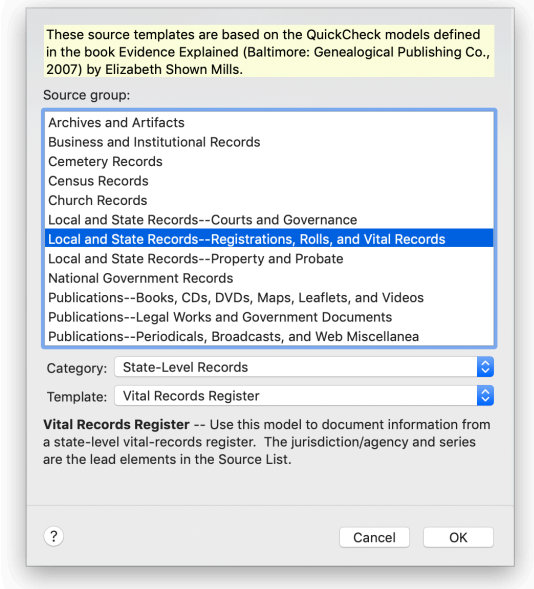 These source templates are based on the QuickCheck models defined
in the book Evidence Explained (Baltimore: Genealogical Publishing Co.,
2007) by Elizabeth Shown Mills.
Source group:
Archives and Artifacts
Business and Institutional Records
Cemetery Records
Census Records
Church Records
Local and State Records--Courts and Governance
Local and State Records--Registrations, Rolls, and Vital Records
Local and State Records--Property and Probate
National Government Records
Publications--Books, CDs, DVDs, Maps, Leaflets, and Videos
Publications--Legal Works and Government Documents
Publications--Periodicals, Broadcasts, and Web Miscellanea
Category: State-Level Records
Template: Vital Records Register
Vital Records Register -- Use this model to document information from
a state-level vital-records register. The jurisdiction/agency and series
are the lead elements in the Source List.
? Cancel OK